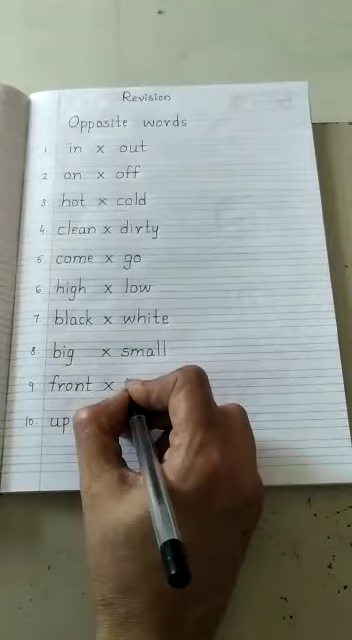 Revision
Opposite words
1 in x out
2 on x off
3 hot x cold
4 clean x dirty
5 come x go
6 high x low
7 black x white
8 big x small
9 front x
10 up